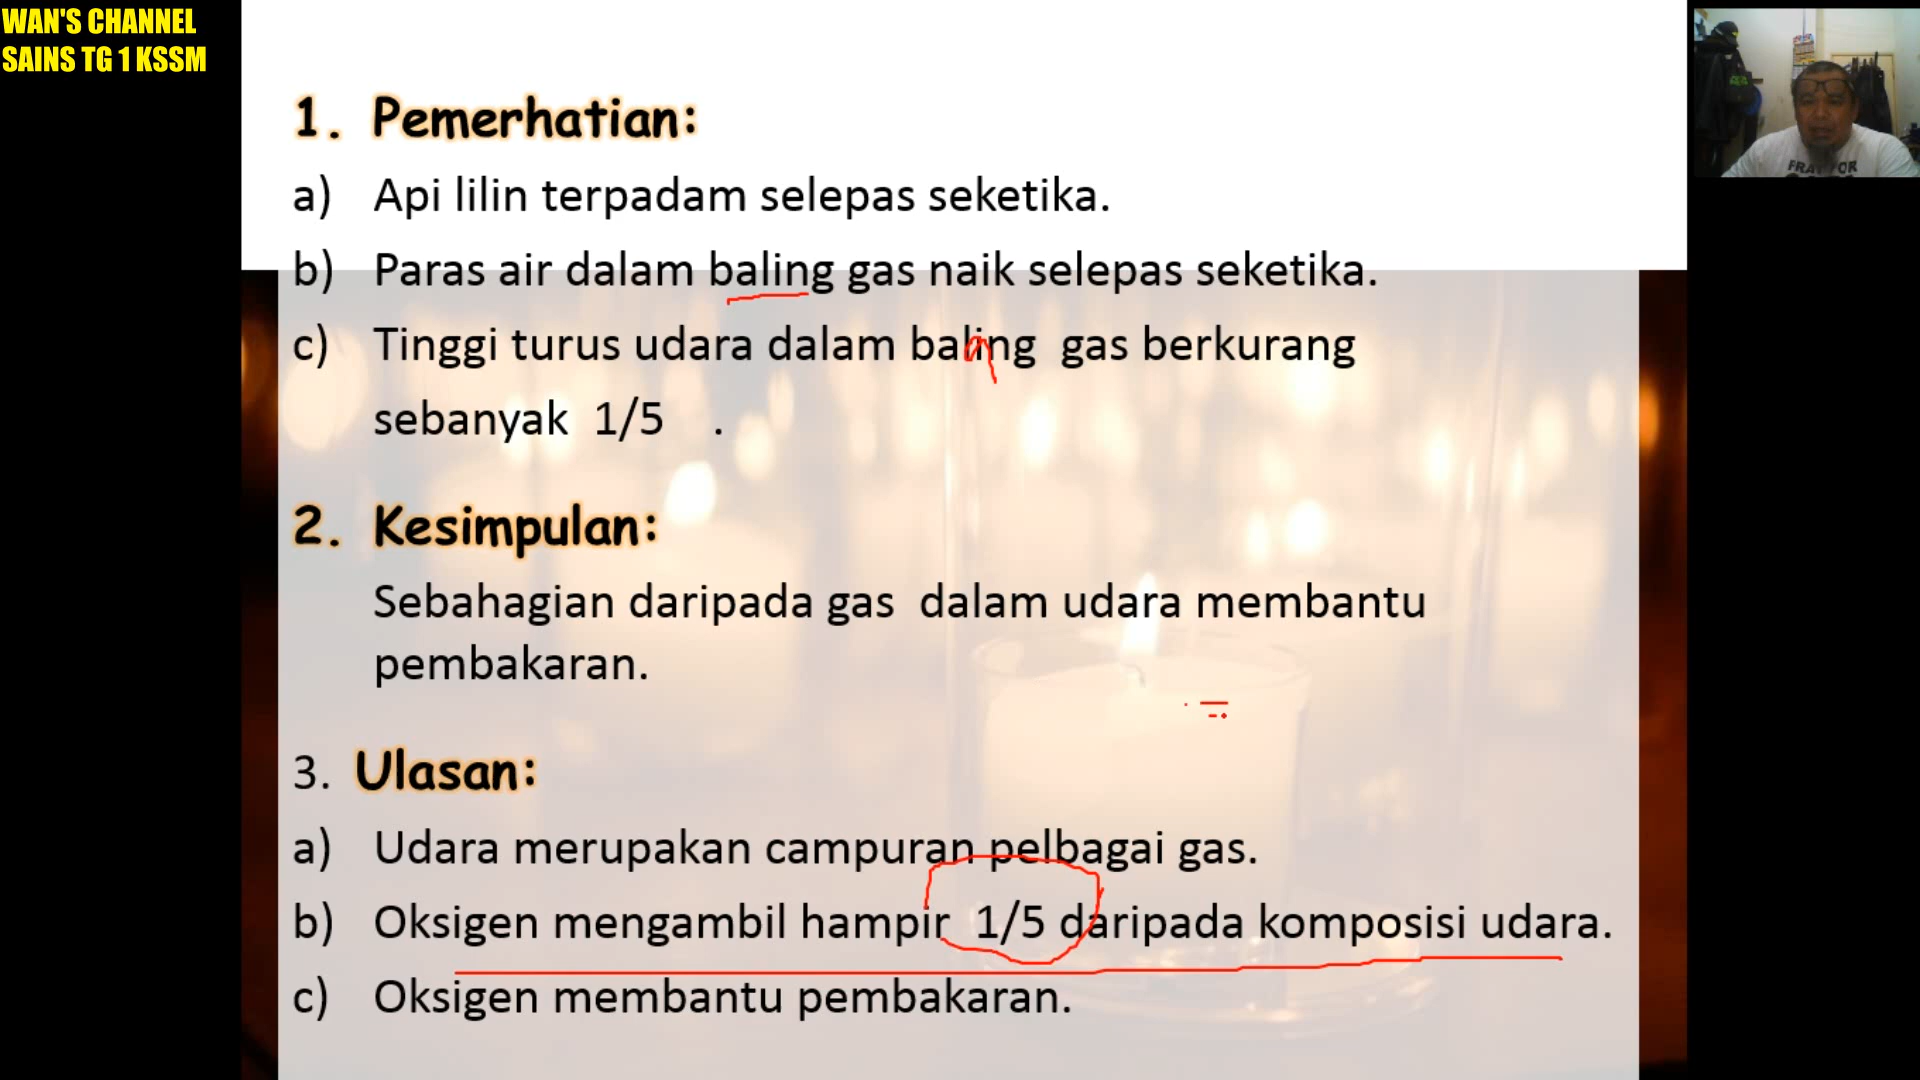 WAN'S CHANNEL
SAINS TG 1 KSSM
1. Pemerhatian:
a) Api lilin terpadam selepas seketika.
b) Paras air dalam baling gas naik selepas seketika.
c) Tinggi turus udara dalam baling gas berkurang
sebanyak 1/5 .
2. Kesimpulan:
Sebahagian daripada gas dalam udara membantu
pembakaran.
3. Ulasan:
a) Udara merupakan campuran pelbagai gas.
b) Oksigen mengambil hampir 1/5 daripada komposisi udara.
c) Oksigen membantu pembakaran.